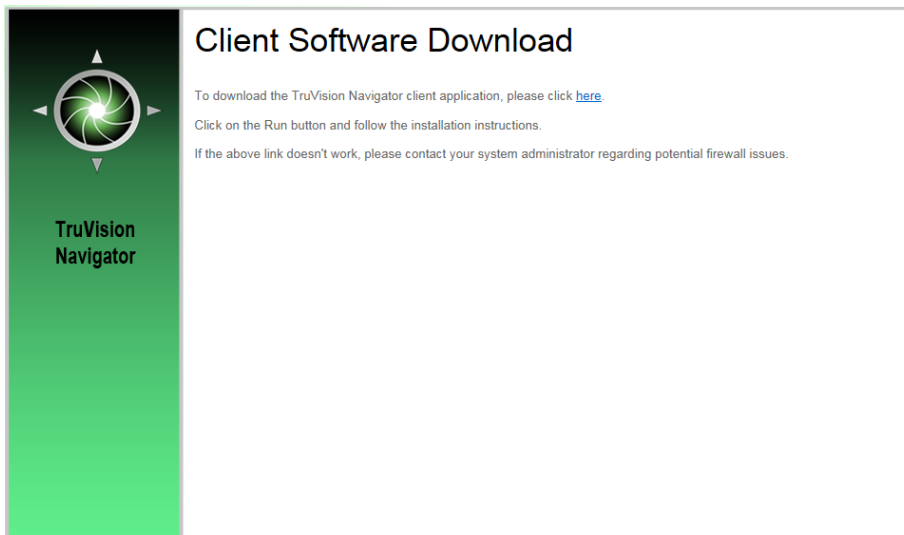 Client Software Download
To download the TruVision Navigator client application, please click here.
Click on the Run button and follow the installation instructions.
If the above link doesn't work, please contact your system administrator regarding potential firewall issues.
TruVision
Navigator